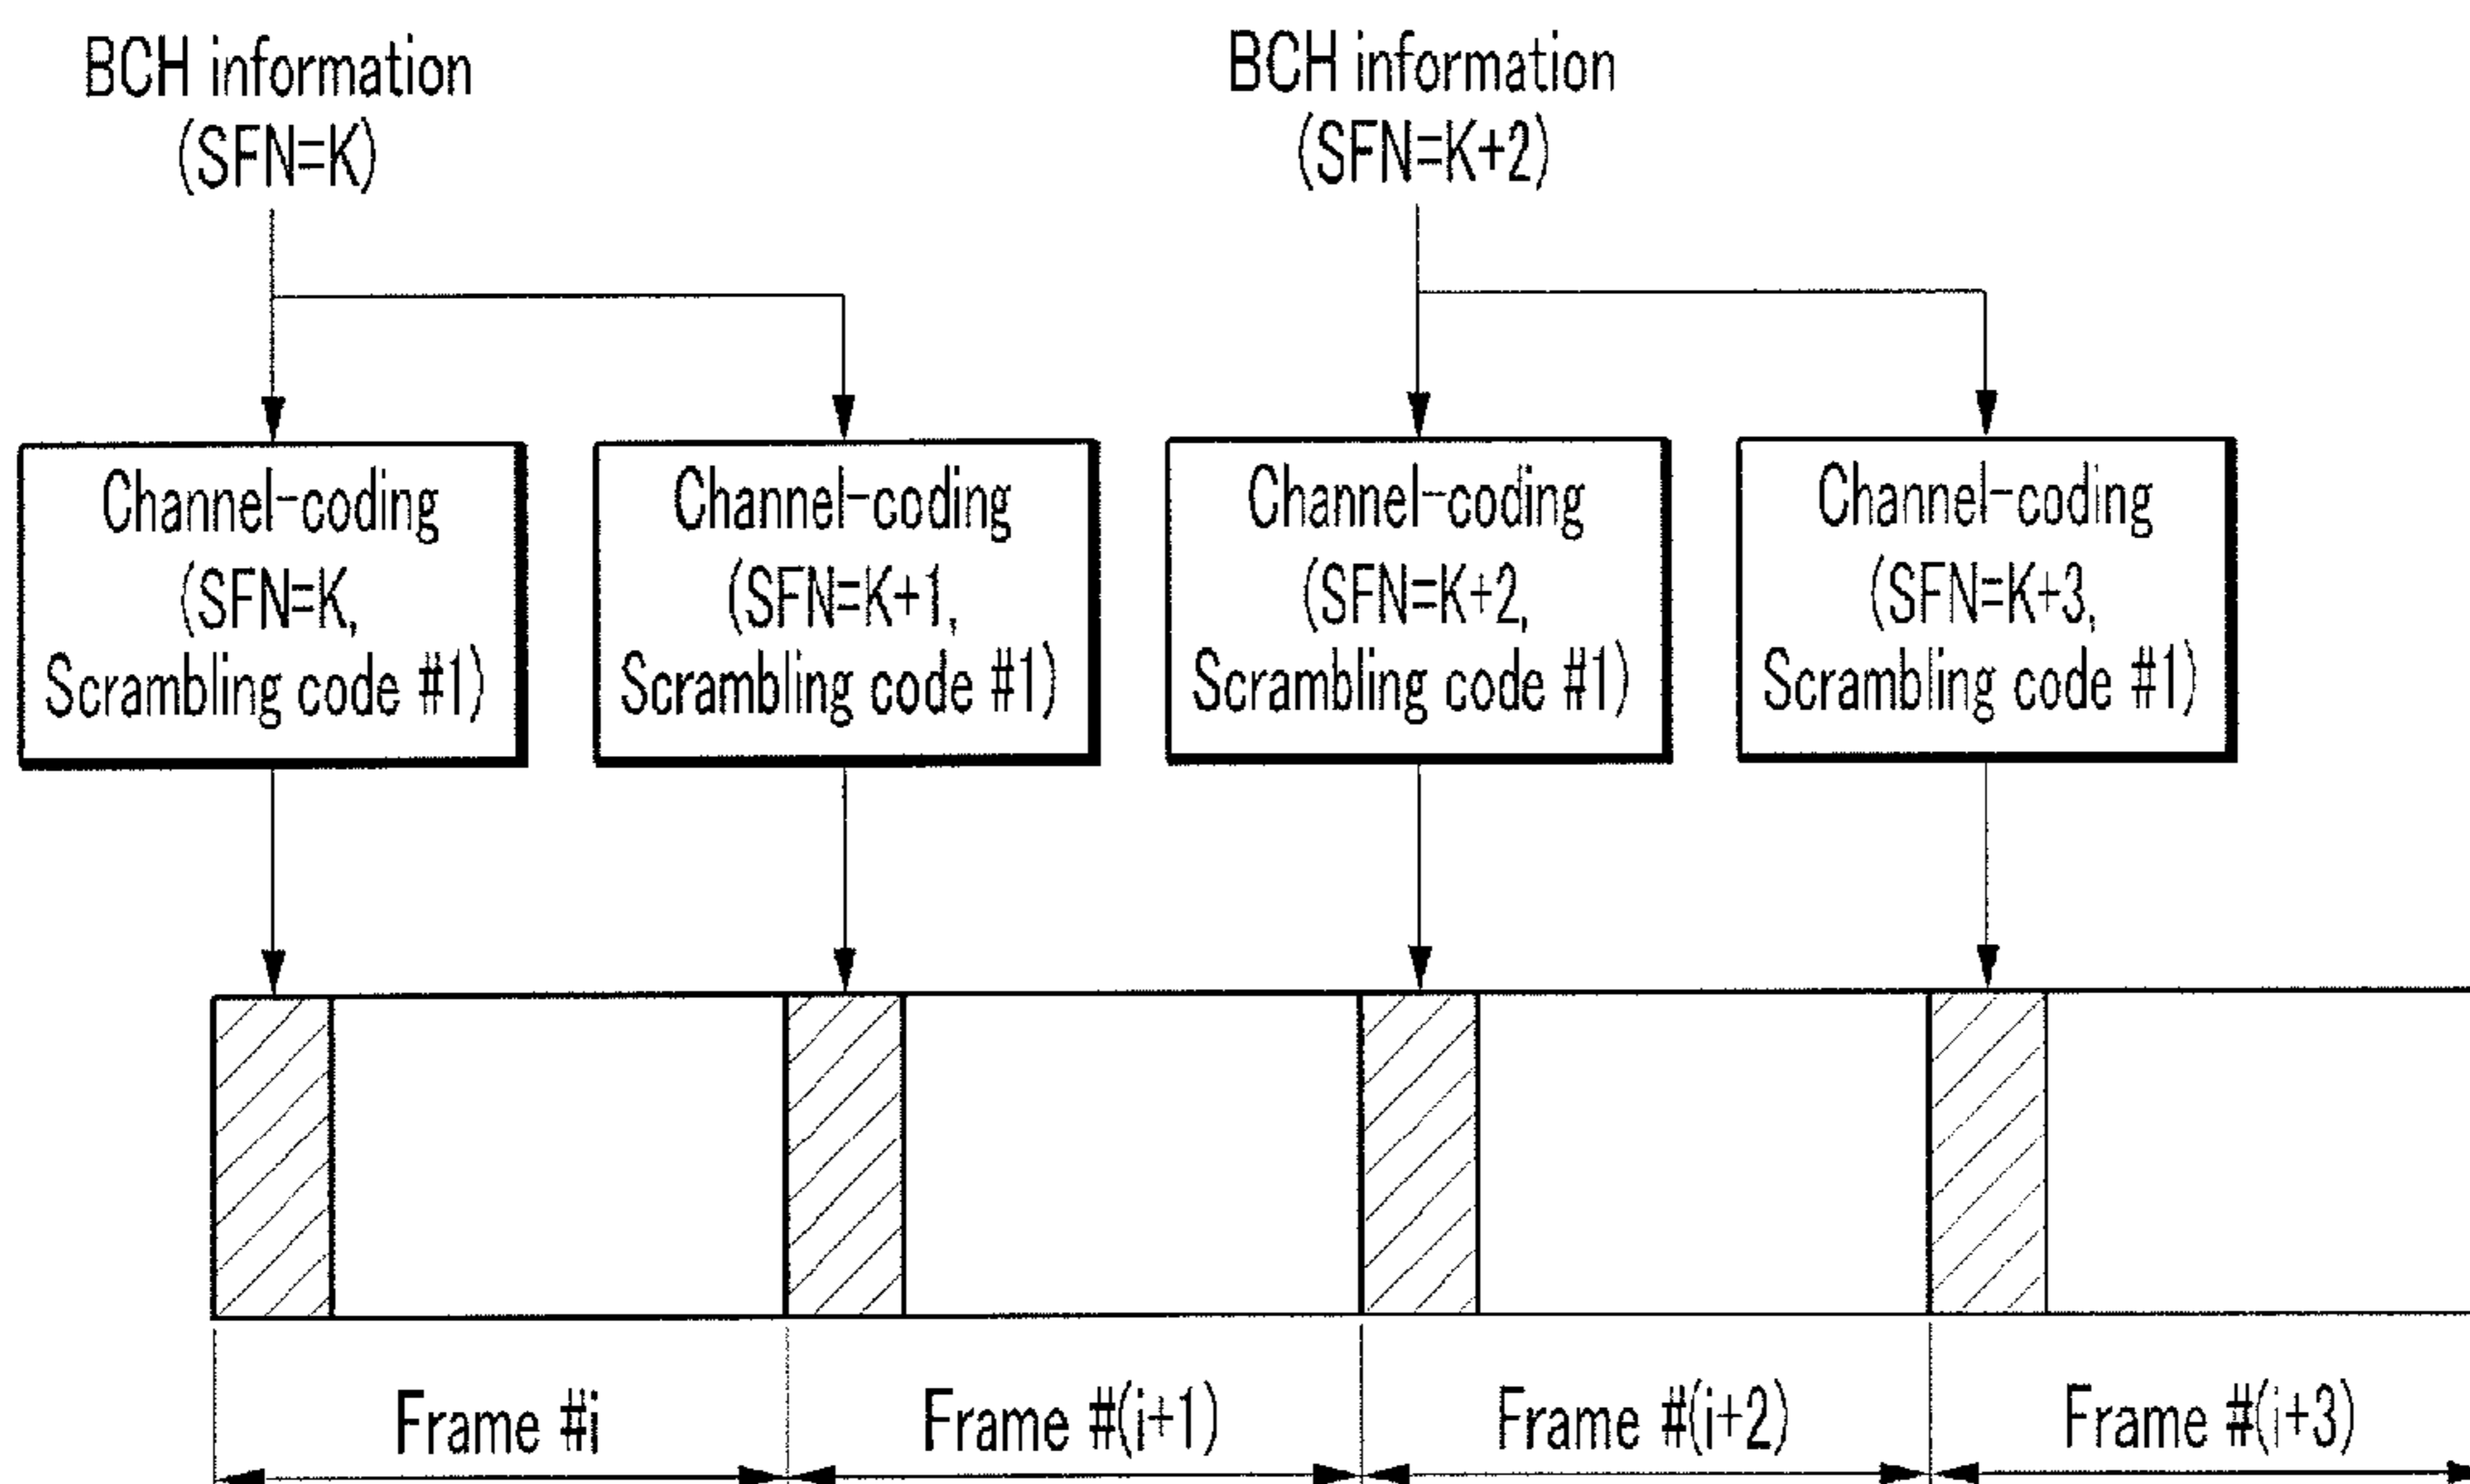 BCH information
(SFN=K)
BCH information
(SFN=K+2)
Channel-coding
(SFN=K,
Scrambling code #1)
Channel-coding
(SFN=K+1,
Scrambling code #1)
Channel-coding
(SFN=K+2,
Scrambling code #1)
Channel-coding
(SFN=K+3,
Scrambling code #1)
Frame #i
Frame #(i+1)
Frame #(i+2)
Frame #(i+3)